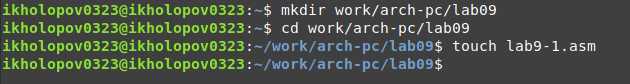 ikholopov0323@ikholopov0323:~$ mkdir work/arch-pc/lab09
ikholopov0323@ikholopov0323:~$ cd work/arch-pc/lab09
ikholopov0323@ikholopov0323:~/work/arch-pc/lab09$ touch lab9-1.asm
ikholopov0323@ikholopov0323:~/work/arch-pc/lab09$